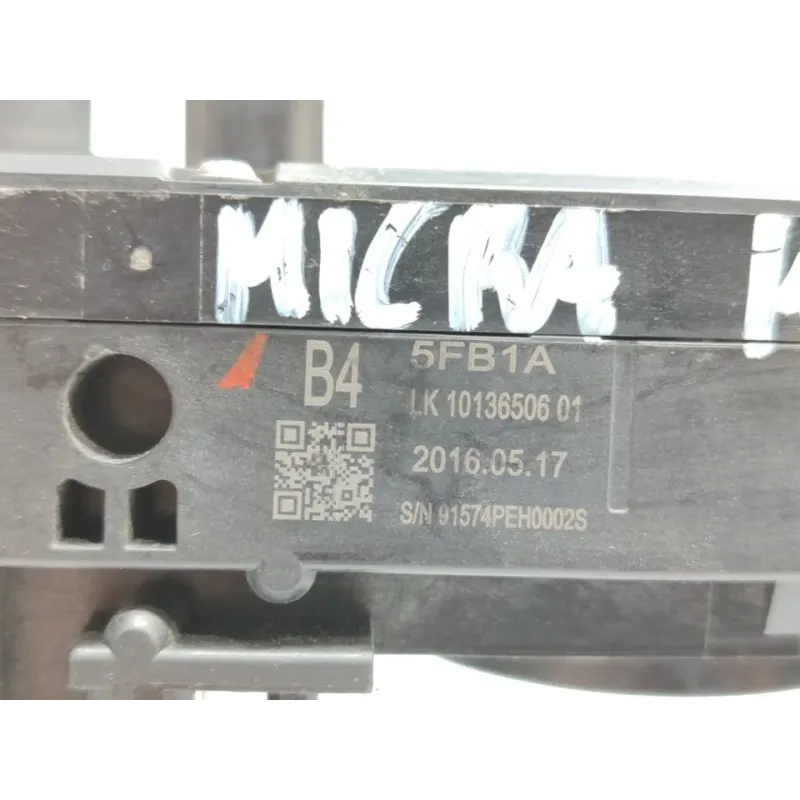 MICRA
B4
5FB1A
LK 10136506 01
2016.05.17
S/N 91574PEH0002S